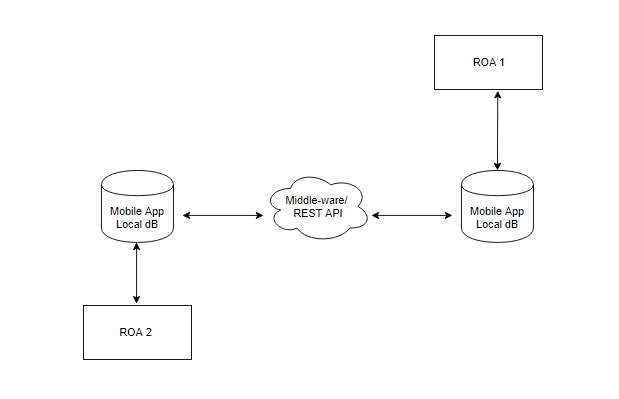 ROA 1
Mobile App
Local dB
Middle-ware/
REST API
Mobile App
Local dB
ROA 2